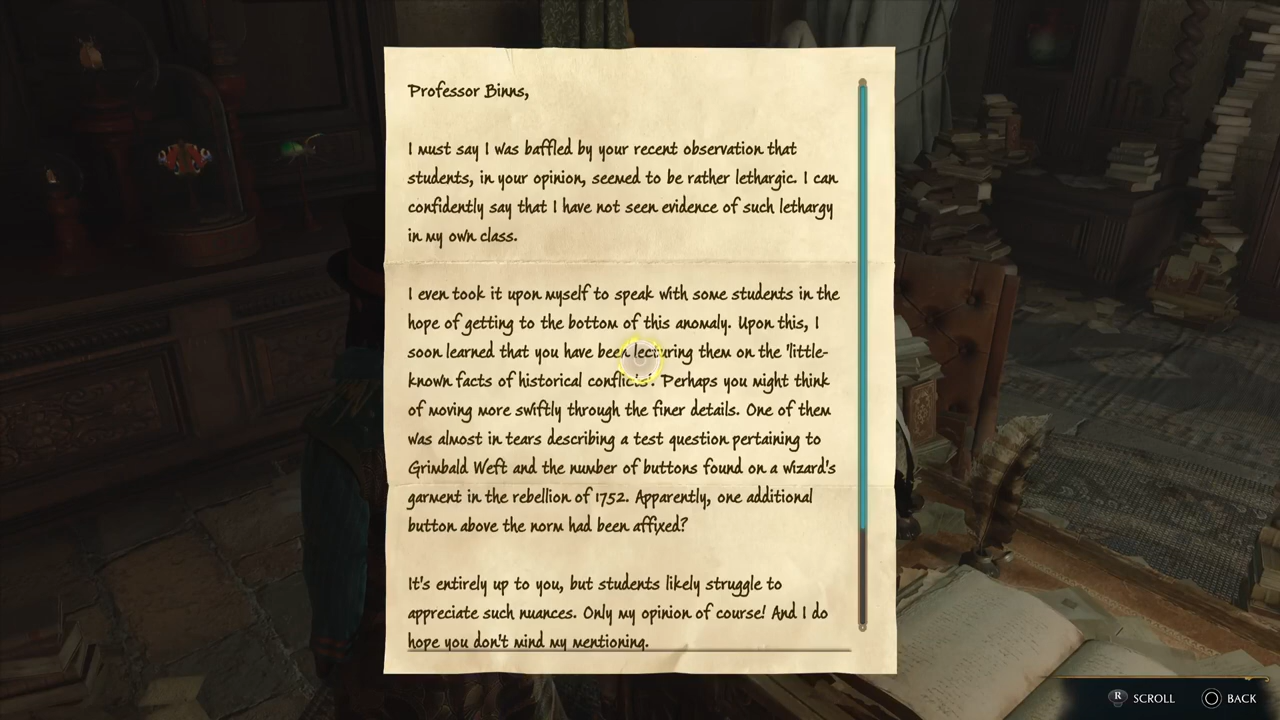 Professor Binns,
I must say I was baffled by your recent observation that
students, in your opinion, seemed to be rather lethargic. I can
confidently say that I have not seen evidence of such lethargy
in my own class.
I even took it upon myself to speak with some students in the
hope of getting to the bottom of this anomaly. Upon this, I
soon learned that you have been lecturing them on the 'little-
known facts of historical conflicts'. Perhaps you might think
of moving more swiftly through the finer details. One of them
was almost in tears describing a test question pertaining to
Grimbald Weft and the number of buttons found on a wizard's
garment in the rebellion of 1752. Apparently, one additional
button above the norm had been affixed?
It's entirely up to you, but students likely struggle to
appreciate such nuances. Only my opinion of course! And I do
hope you don't mind my mentioning.
R SCROLL BACK